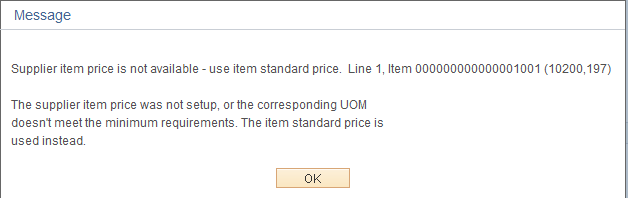 Message
Supplier item price is not available - use item standard price.  Line 1, Item 000000000000001001 (10200,197)
The supplier item price was not setup, or the corresponding UOM
doesn't meet the minimum requirements. The item standard price is
used instead.
OK